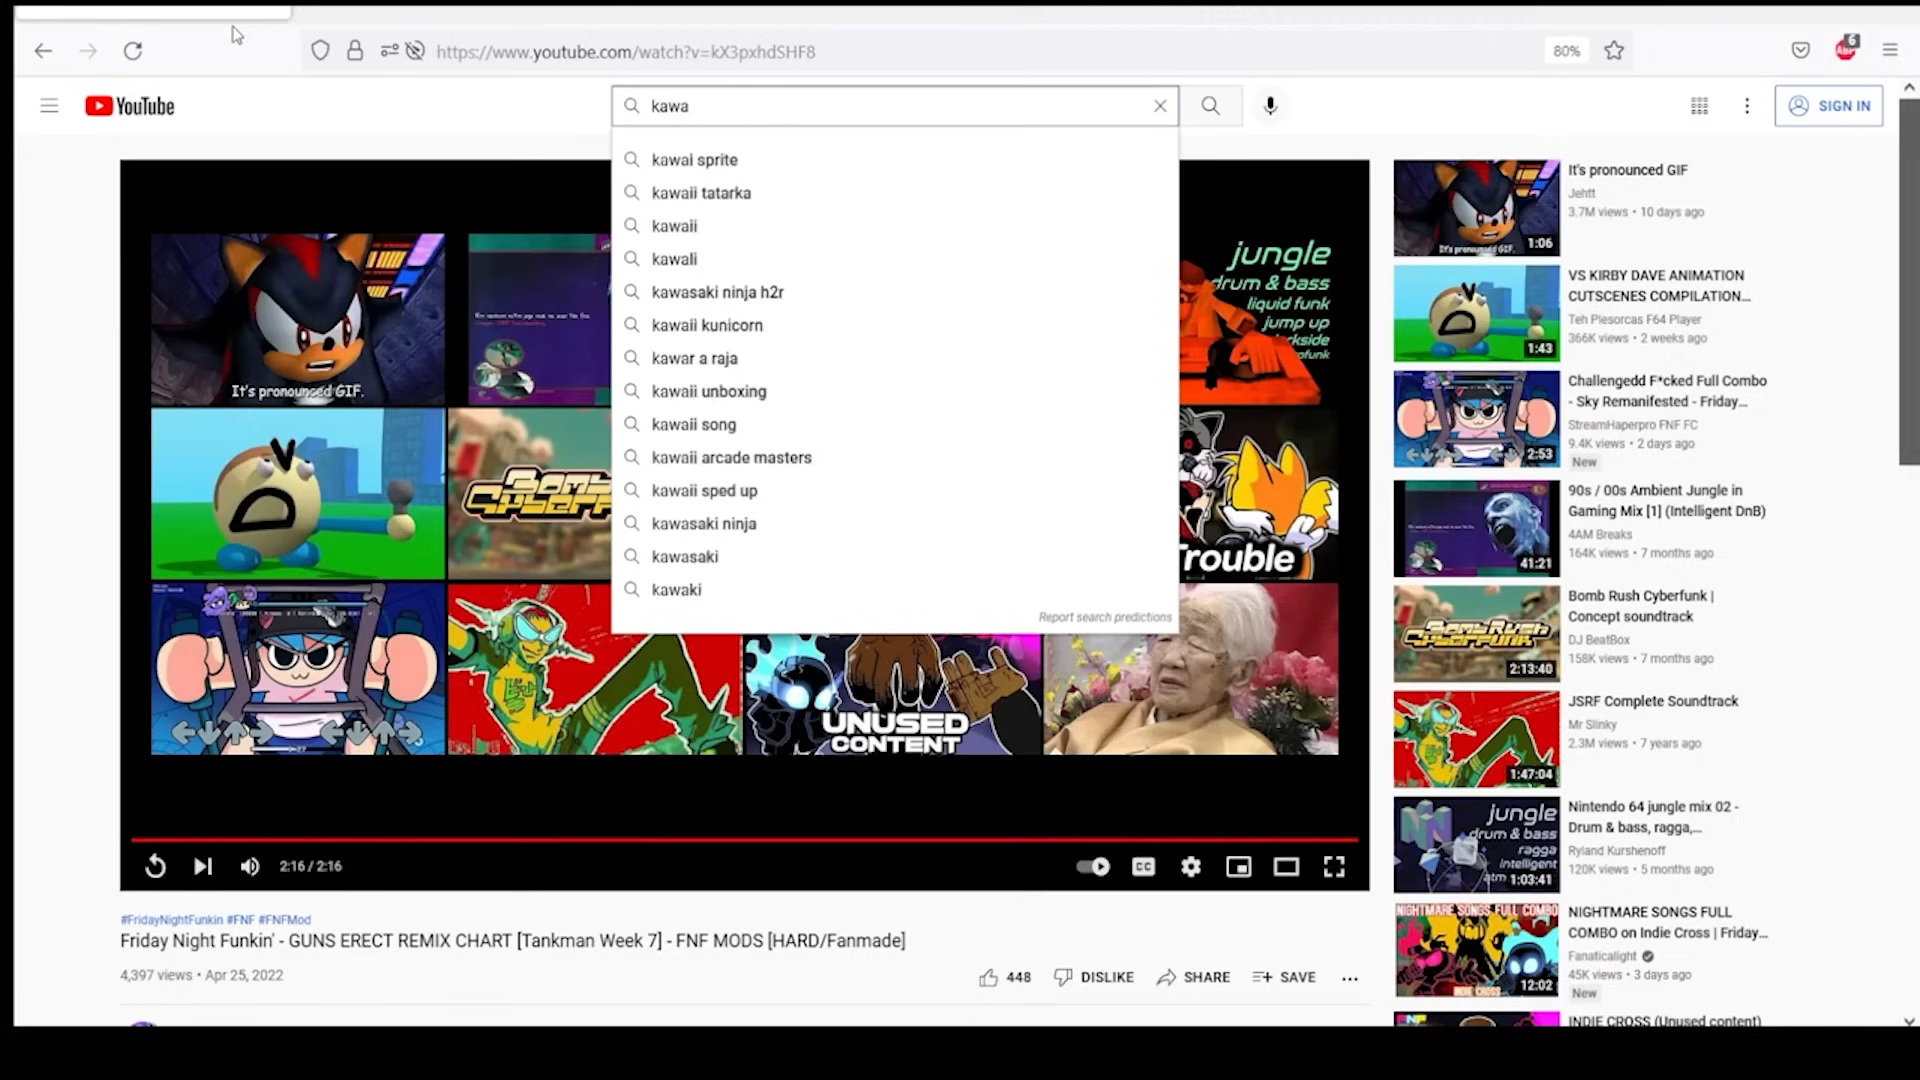 https://www.youtube.com/watch?v=kX3pxhdSHF8
80%
ABP
6
YouTube
kawa
SIGN IN
kawai sprite
kawaii tatarka
kawaii
kawali
kawasaki ninja h2r
kawaii kunicorn
kawar a raja
kawaii unboxing
kawaii song
kawaii arcade masters
kawaii sped up
kawasaki ninja
kawasaki
kawaki
Report search predictions
It's pronounced GIF.
jungle
drum & bass
liquid funk
jump up
rkside
Trouble
UNUSED
CONTENT
2:16 / 2:16
CC
#FridayNightFunkin #FNF #FNFMod
Friday Night Funkin' - GUNS ERECT REMIX CHART [Tankman Week 7] - FNF MODS [HARD/Fanmade]
4,397 views • Apr 25, 2022
448
DISLIKE
SHARE
SAVE
It's pronounced GIF.
1:06
It's pronounced GIF
Jehtt
3.7M views • 10 days ago
1:43
VS KIRBY DAVE ANIMATION
CUTSCENES COMPILATION...
Teh Plesorcas F64 Player
366K views • 2 weeks ago
2:53
Challengedd F*cked Full Combo
- Sky Remanifested - Friday...
StreamHaperpro FNF FC
9.4K views • 2 days ago
New
41:21
90s / 00s Ambient Jungle in
Gaming Mix [1] (Intelligent DnB)
4AM Breaks
164K views • 7 months ago
2:13:40
Bomb Rush Cyberfunk |
Concept soundtrack
DJ BeatBox
158K views • 7 months ago
1:47:04
JSRF Complete Soundtrack
Mr Slinky
2.3M views • 7 years ago
jungle
drum & bass
ragga
intelligent
atm
1:03:41
Nintendo 64 jungle mix 02 -
Drum & bass, ragga,...
Ryland Kurshenoff
120K views • 5 months ago
NIGHTMARE SONGS FULL COMBO
INDIE CROSS
12:02
NIGHTMARE SONGS FULL
COMBO on Indie Cross | Friday...
Fanaticalight
45K views • 3 days ago
New
FNF
INDIE CROSS (Unused content)